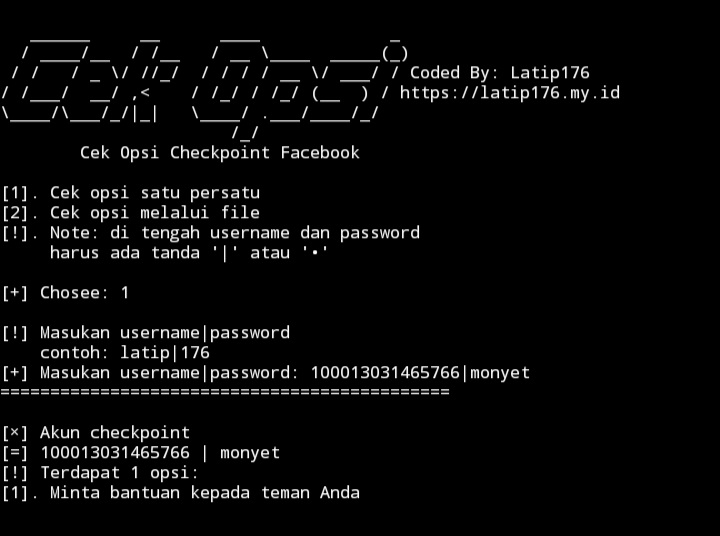 Cek Opsi
Coded By: Latip176
https://latip176.my.id
Cek Opsi Checkpoint Facebook
[1]. Cek opsi satu persatu
[2]. Cek opsi melalui file
[!]. Note: di tengah username dan password
harus ada tanda '|' atau '•'
[+] Chosee: 1
[!] Masukan username|password
contoh: latip|176
[+] Masukan username|password: 100013031465766|monyet
=============================================
[×] Akun checkpoint
[=] 100013031465766 | monyet
[!] Terdapat 1 opsi:
[1]. Minta bantuan kepada teman Anda